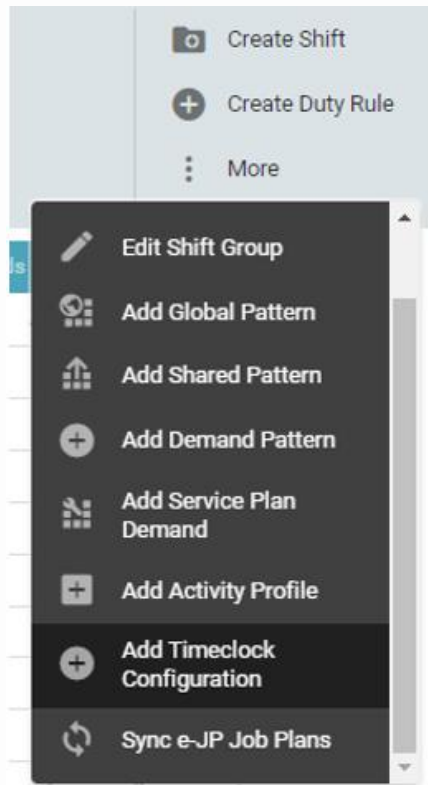 Create Shift
Create Duty Rule
More
ls
Edit Shift Group
Add Global Pattern
Add Shared Pattern
Add Demand Pattern
Add Service Plan
Demand
Add Activity Profile
Add Timeclock
Configuration
Sync e-JP Job Plans